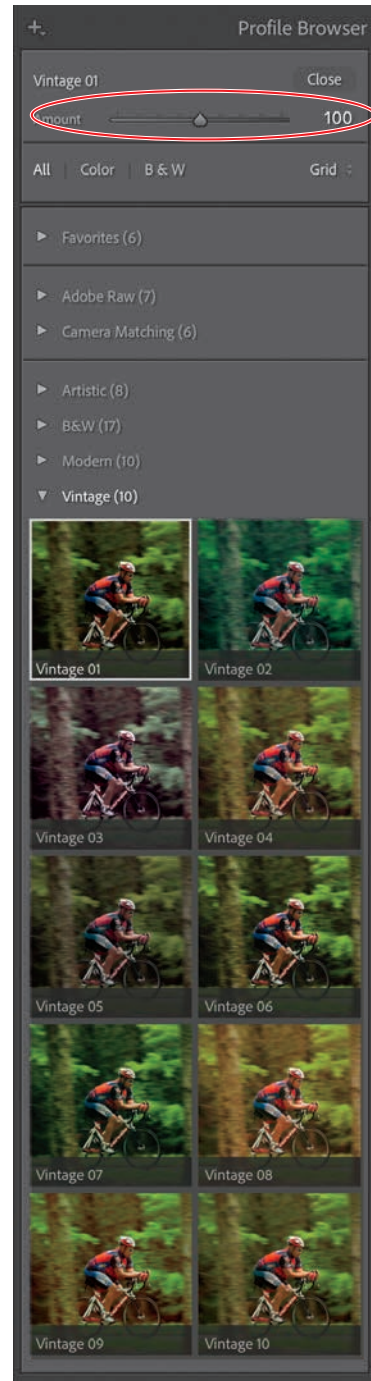 Profile Browser
Vintage 01 Close
Amount 100
All Color B & W Grid
Favorites (6)
Adobe Raw (7)
Camera Matching (6)
Artistic (8)
B&W (17)
Modern (10)
Vintage (10)
Vintage 01 Vintage 02
Vintage 03 Vintage 04
Vintage 05 Vintage 06
Vintage 07 Vintage 08
Vintage 09 Vintage 10